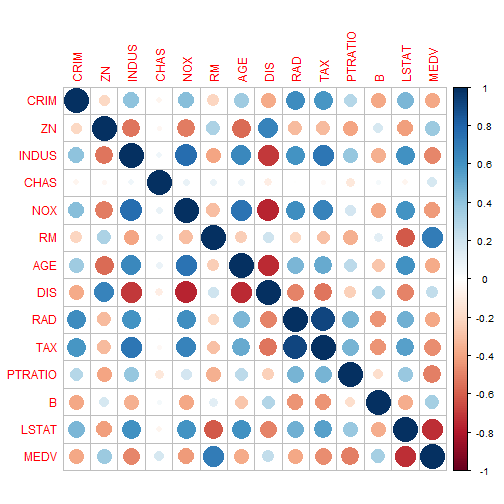 CRIM ZN INDUS CHAS NOX RM AGE DIS RAD TAX PTRATIO B LSTAT MEDV
CRIM
ZN
INDUS
CHAS
NOX
RM
AGE
DIS
RAD
TAX
PTRATIO
B
LSTAT
MEDV
1
0.8
0.6
0.4
0.2
0
-0.2
-0.4
-0.6
-0.8
-1